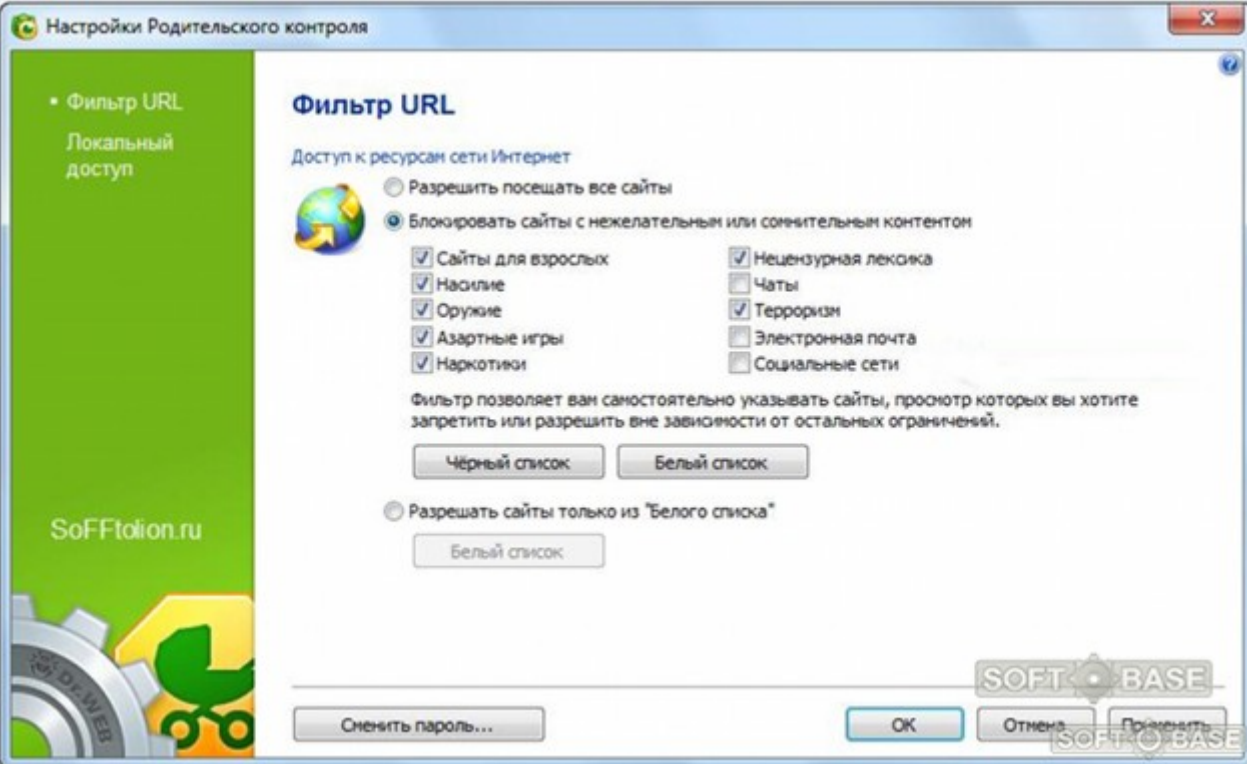 Настройки Родительского контроля
Фильтр URL
Локальный
доступ
Фильтр URL
Доступ к ресурсам сети Интернет
Разрешить посещать все сайты
Блокировать сайты с нежелательным или сомнительным контентом
Сайты для взрослых
Нецензурная лексика
Насилие
Чаты
Оружие
Терроризм
Азартные игры
Электронная почта
Наркотики
Социальные сети
Фильтр позволяет вам самостоятельно указывать сайты, просмотр которых вы хотите
запретить или разрешить вне зависимости от остальных ограничений.
Чёрный список
Белый список
Разрешать сайты только из "Белого списка"
Белый список
SoFFtolion.ru
Dr.WEB
SOFT BASE
Сменить пароль...
OK
Отмена
Применить
SOFT BASE